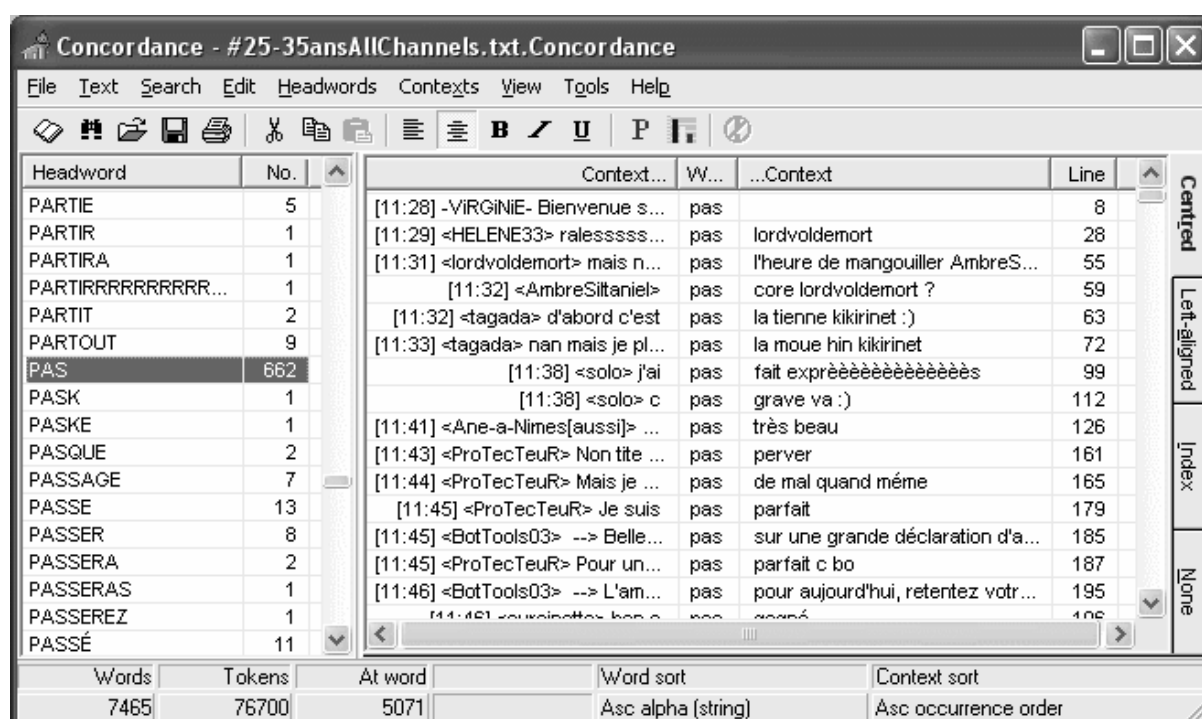 Concordance - #25-35ansAllChannels.txt.Concordance
File Text Search Edit Headwords Contexts View Tools Help
B I U P
Headword No.
PARTIE 5
PARTIR 1
PARTIRA 1
PARTIRRRRRRRRRR... 1
PARTIT 2
PARTOUT 9
PAS 662
PASK 1
PASKE 1
PASQUE 2
PASSAGE 7
PASSE 13
PASSER 8
PASSERA 2
PASSERAS 1
PASSEREZ 1
PASSÉ 11
Context... W... ...Context Line
[11:28] -ViRGiNiE- Bienvenue s... pas 8
[11:29] <HELENE33> ralesssss... pas lordvoldemort 28
[11:31] <lordvoldemort> mais n... pas l'heure de mangouiller AmbreS... 55
[11:32] <AmbreSittaniel> pas core lordvoldemort ? 59
[11:32] <tagada> d'abord c'est pas la tienne kikirinet :) 63
[11:33] <tagada> nan mais je pl... pas la moue hin kikirinet 72
[11:38] <solo> j'ai pas fait exprèèèèèèèèèèèèès 99
[11:38] <solo> c pas grave va :) 112
[11:41] <Ane-a-Nimes[aussi]> ... pas très beau 126
[11:43] <ProTecTeuR> Non tite ... pas perver 161
[11:44] <ProTecTeuR> Mais je ... pas de mal quand méme 165
[11:45] <ProTecTeuR> Je suis pas parfait 179
[11:45] <BotTools03> --> Belle... pas sur une grande déclaration d'a... 185
[11:45] <ProTecTeuR> Pour un... pas parfait c bo 187
[11:46] <BotTools03> --> L'am... pas pour aujourd'hui, retentez votr... 195
Centred
Left-aligned
Index
None
Words Tokens At word Word sort Context sort
7465 76700 5071 Asc alpha (string) Asc occurrence order